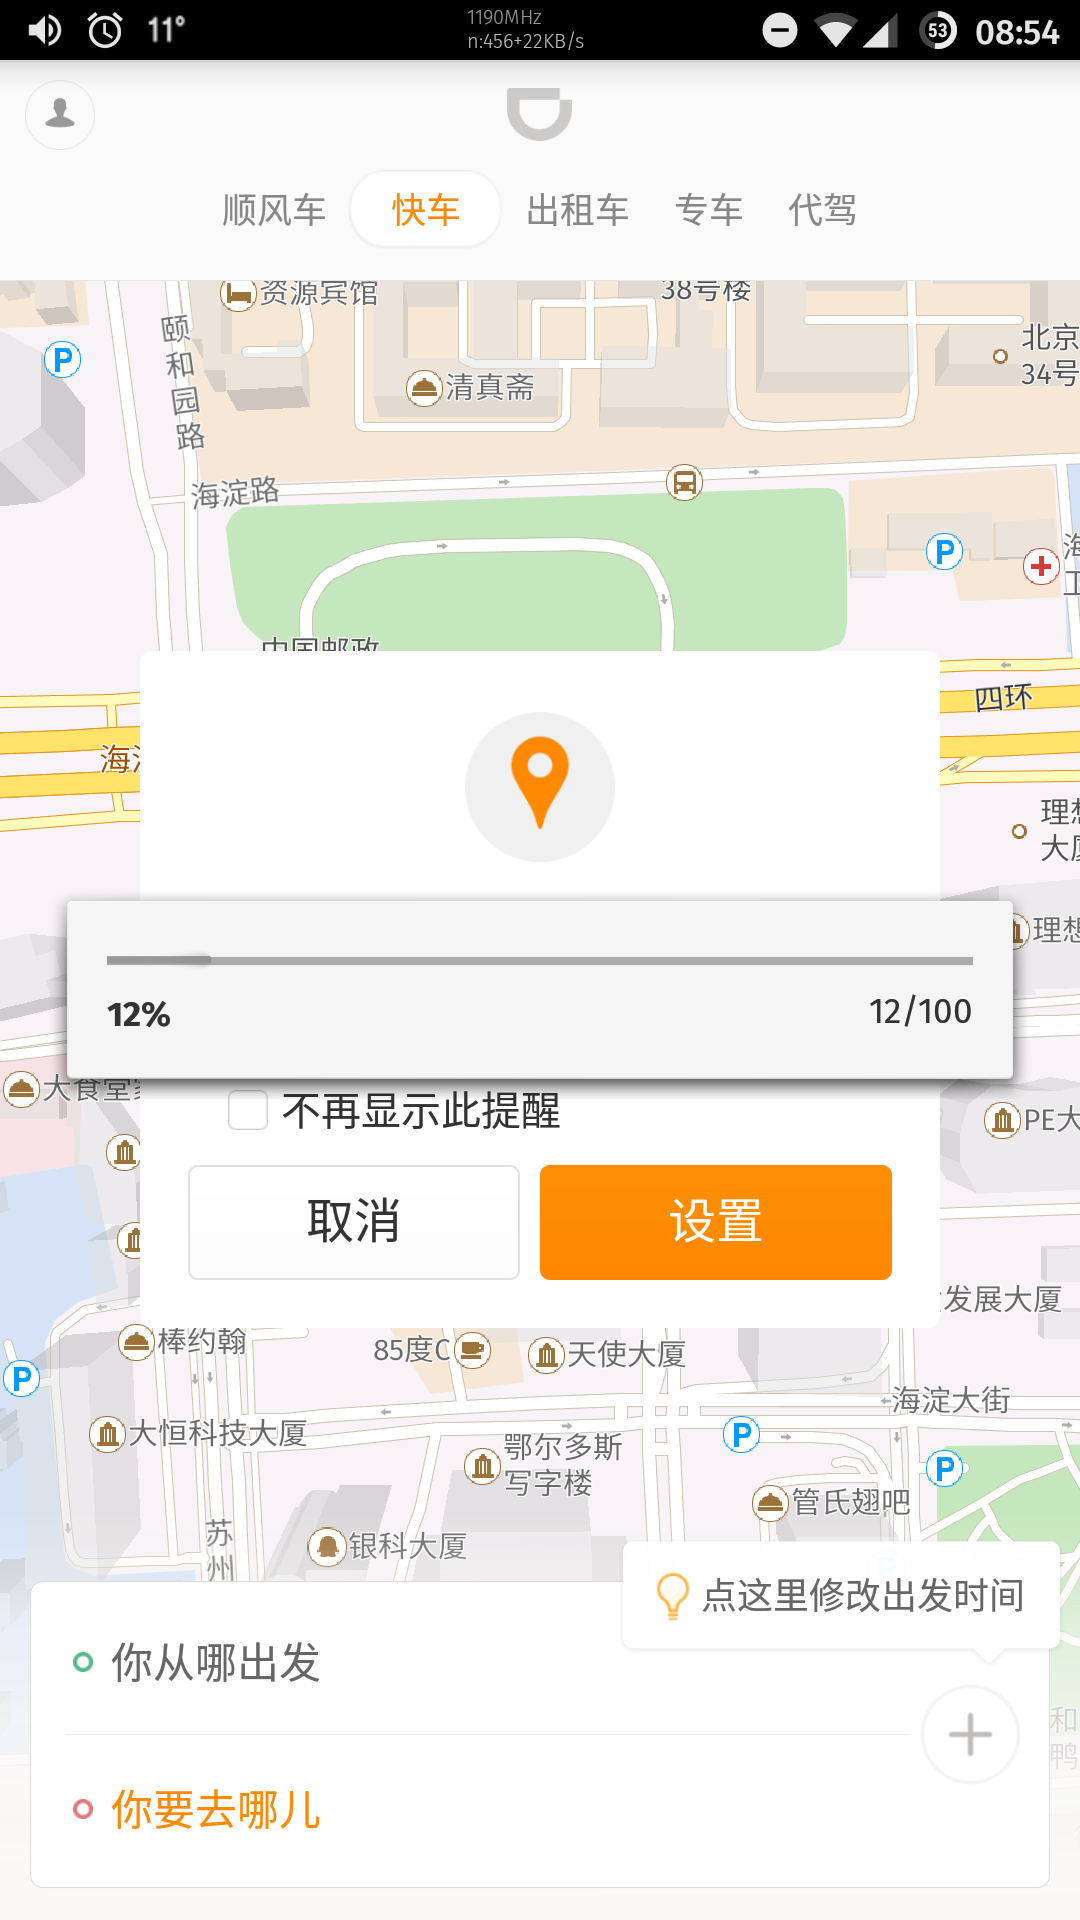 11°
1190MHz
n:456+22KB/s
53
08:54
顺风车
快车
出租车
专车
代驾
资源宾馆
38号楼
颐和园路
P
清真斋
北京
34号
海淀路
P
中国邮政
四环
海淀
理想
大厦
理想
12%
12/100
大食堂
不再显示此提醒
PE大
取消
设置
发展大厦
棒约翰
85度C
天使大厦
P
海淀大街
大恒科技大厦
鄂尔多斯
写字楼
P
P
管氏翅吧
苏州
银科大厦
点这里修改出发时间
你从哪出发
和
鸭
你要去哪儿